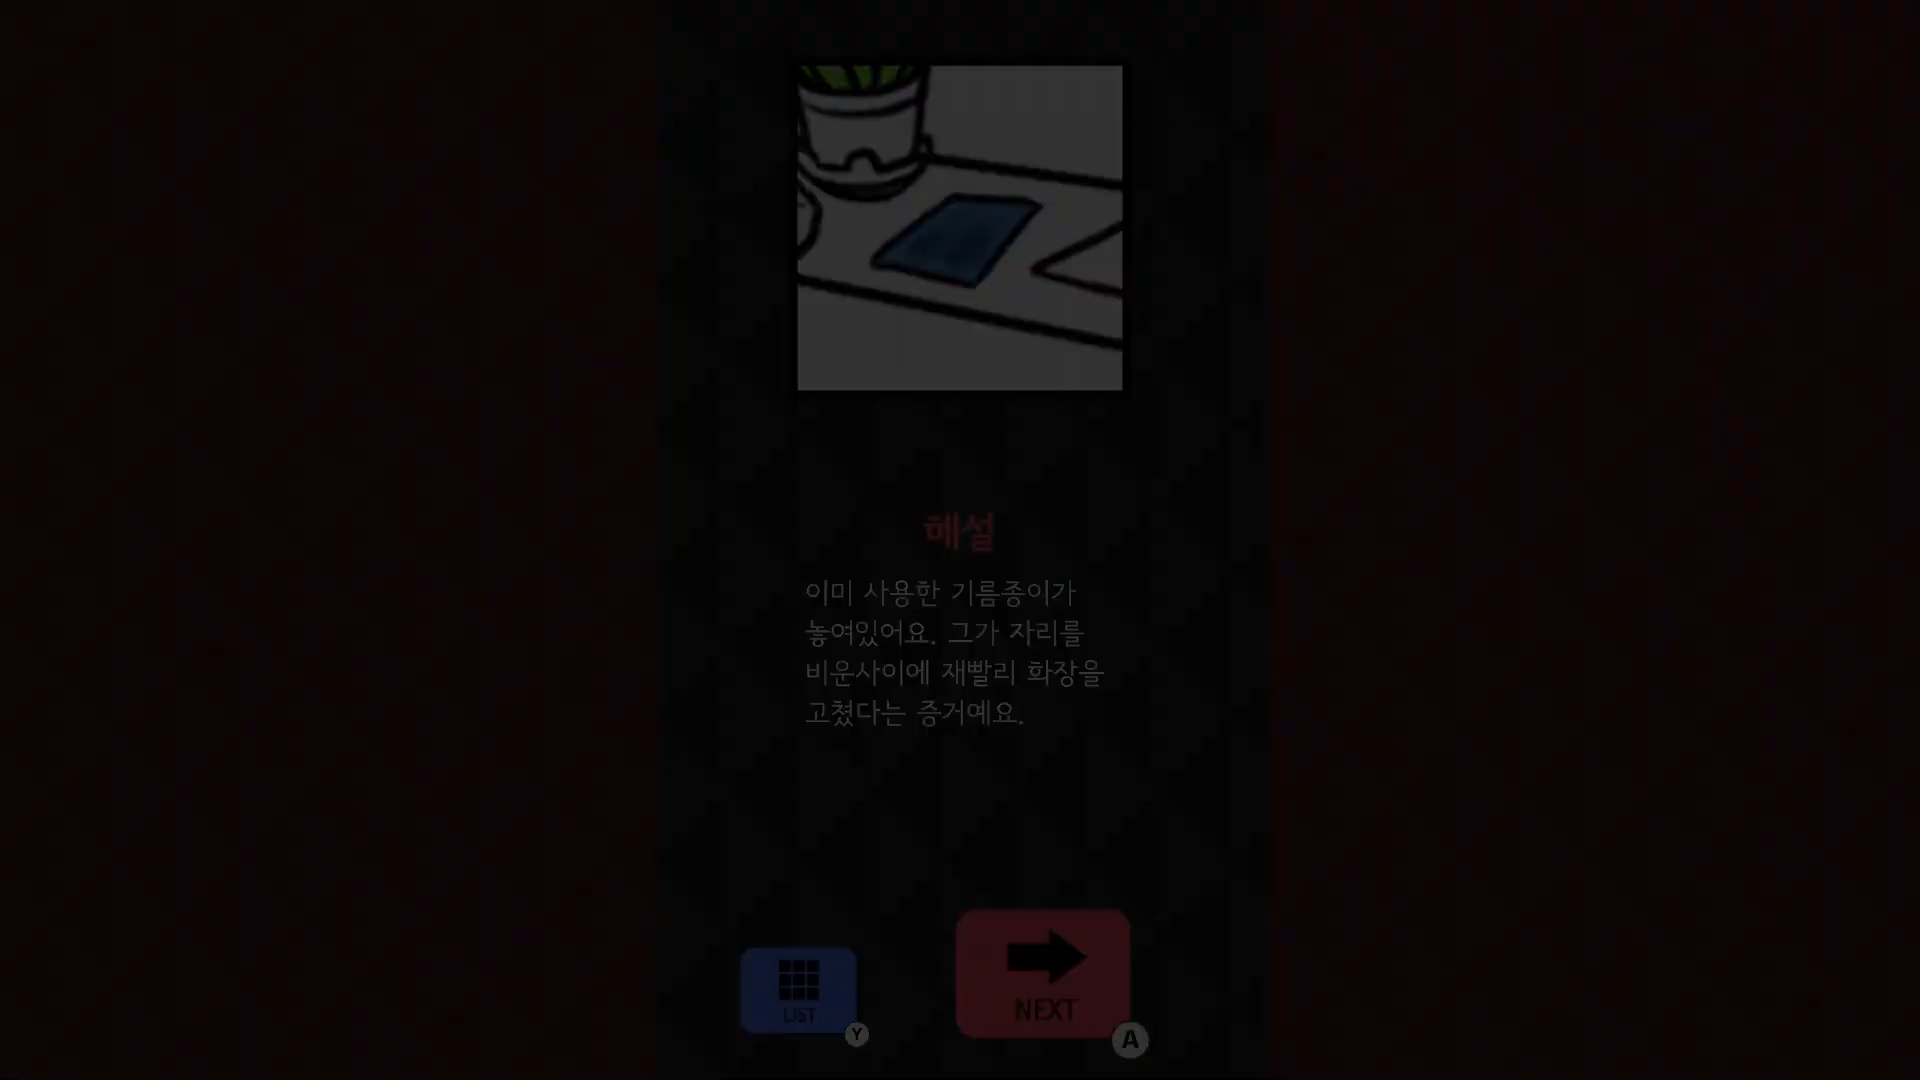 해설
이미 사용한 기름종이가
놓여있어요. 그가 자리를
비운사이에 재빨리 화장을
고쳤다는 증거예요.
LIST
Y
NEXT
A